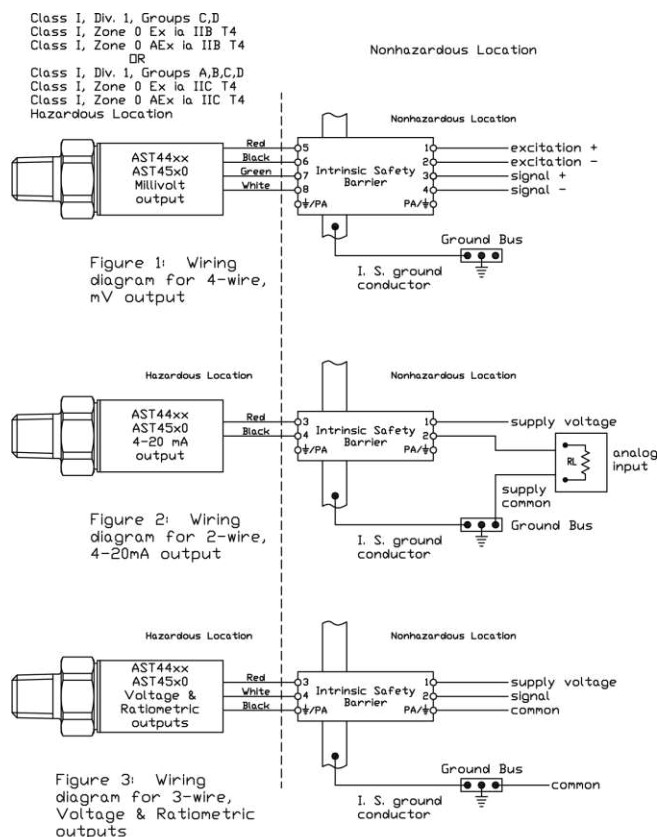 Class I, Div. 1, Groups C,D
Class I, Zone 0 Ex ia IIB T4
Class I, Zone 0 AEx ia IIB T4
OR
Class I, Div. 1, Groups A,B,C,D
Class I, Zone 0 Ex ia IIC T4
Class I, Zone 0 AEx ia IIC T4
Hazardous Location
Nonhazardous Location
Nonhazardous Location
AST44xx
AST45x0
Millivolt
output
Red
Black
Green
White
5
6
7
8
⏚/PA
Intrinsic Safety
Barrier
1
2
3
4
PA/⏚
excitation +
excitation -
signal +
signal -
Ground Bus
I. S. ground
conductor
Figure 1: Wiring
diagram for 4-wire,
mV output
Hazardous Location
Nonhazardous Location
AST44xx
AST45x0
4-20 mA
output
Red
Black
3
4
⏚/PA
Intrinsic Safety
Barrier
1
2
PA/⏚
supply voltage
RL
analog
input
supply
common
Ground Bus
I. S. ground
conductor
Figure 2: Wiring
diagram for 2-wire,
4-20mA output
Hazardous Location
Nonhazardous Location
AST44xx
AST45x0
Voltage &
Ratiometric
outputs
Red
White
Black
3
4
⏚/PA
Intrinsic Safety
Barrier
1
2
PA/⏚
supply voltage
signal
common
Ground Bus
common
I. S. ground
conductor
Figure 3: Wiring
diagram for 3-wire,
Voltage & Ratiometric
outputs